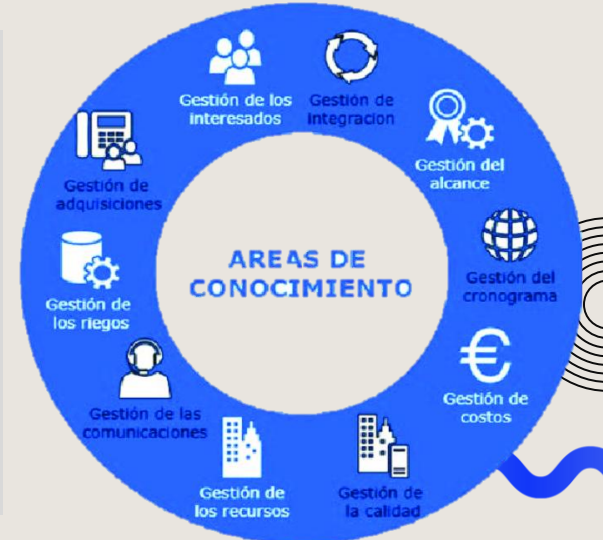 AREAS DE
CONOCIMIENTO
Gestión de los
interesados
Gestión de
integracion
Gestión del
alcance
Gestión del
cronograma
Gestión de
costos
Gestión de
la calidad
Gestión de
los recursos
Gestión de las
comunicaciones
Gestión de
los riegos
Gestión de
adquisiciones